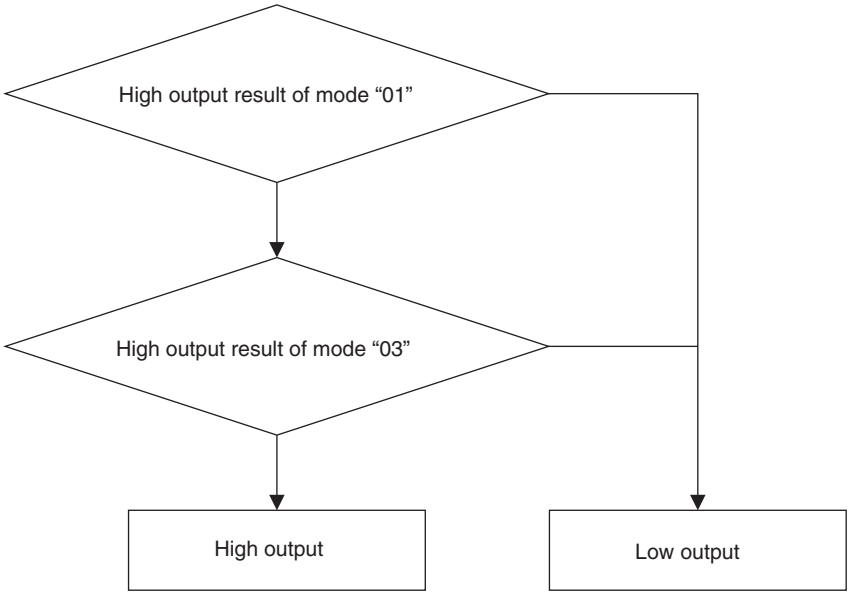 High output result of mode “01”
High output result of mode “03”
High output
Low output